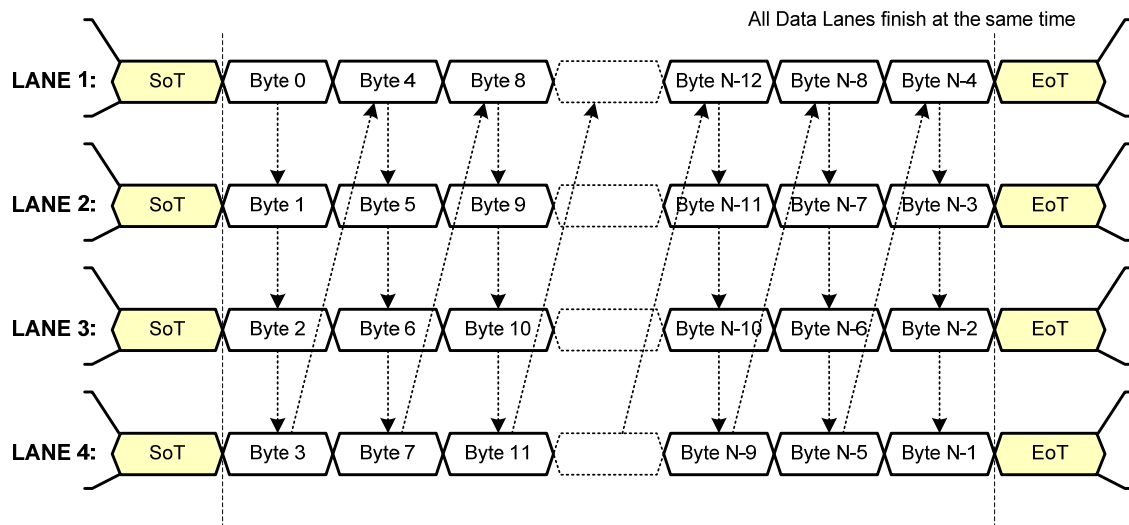 All Data Lanes finish at the same time
LANE 1: SoT Byte 0 Byte 4 Byte 8 Byte N-12 Byte N-8 Byte N-4 EoT
LANE 2: SoT Byte 1 Byte 5 Byte 9 Byte N-11 Byte N-7 Byte N-3 EoT
LANE 3: SoT Byte 2 Byte 6 Byte 10 Byte N-10 Byte N-6 Byte N-2 EoT
LANE 4: SoT Byte 3 Byte 7 Byte 11 Byte N-9 Byte N-5 Byte N-1 EoT